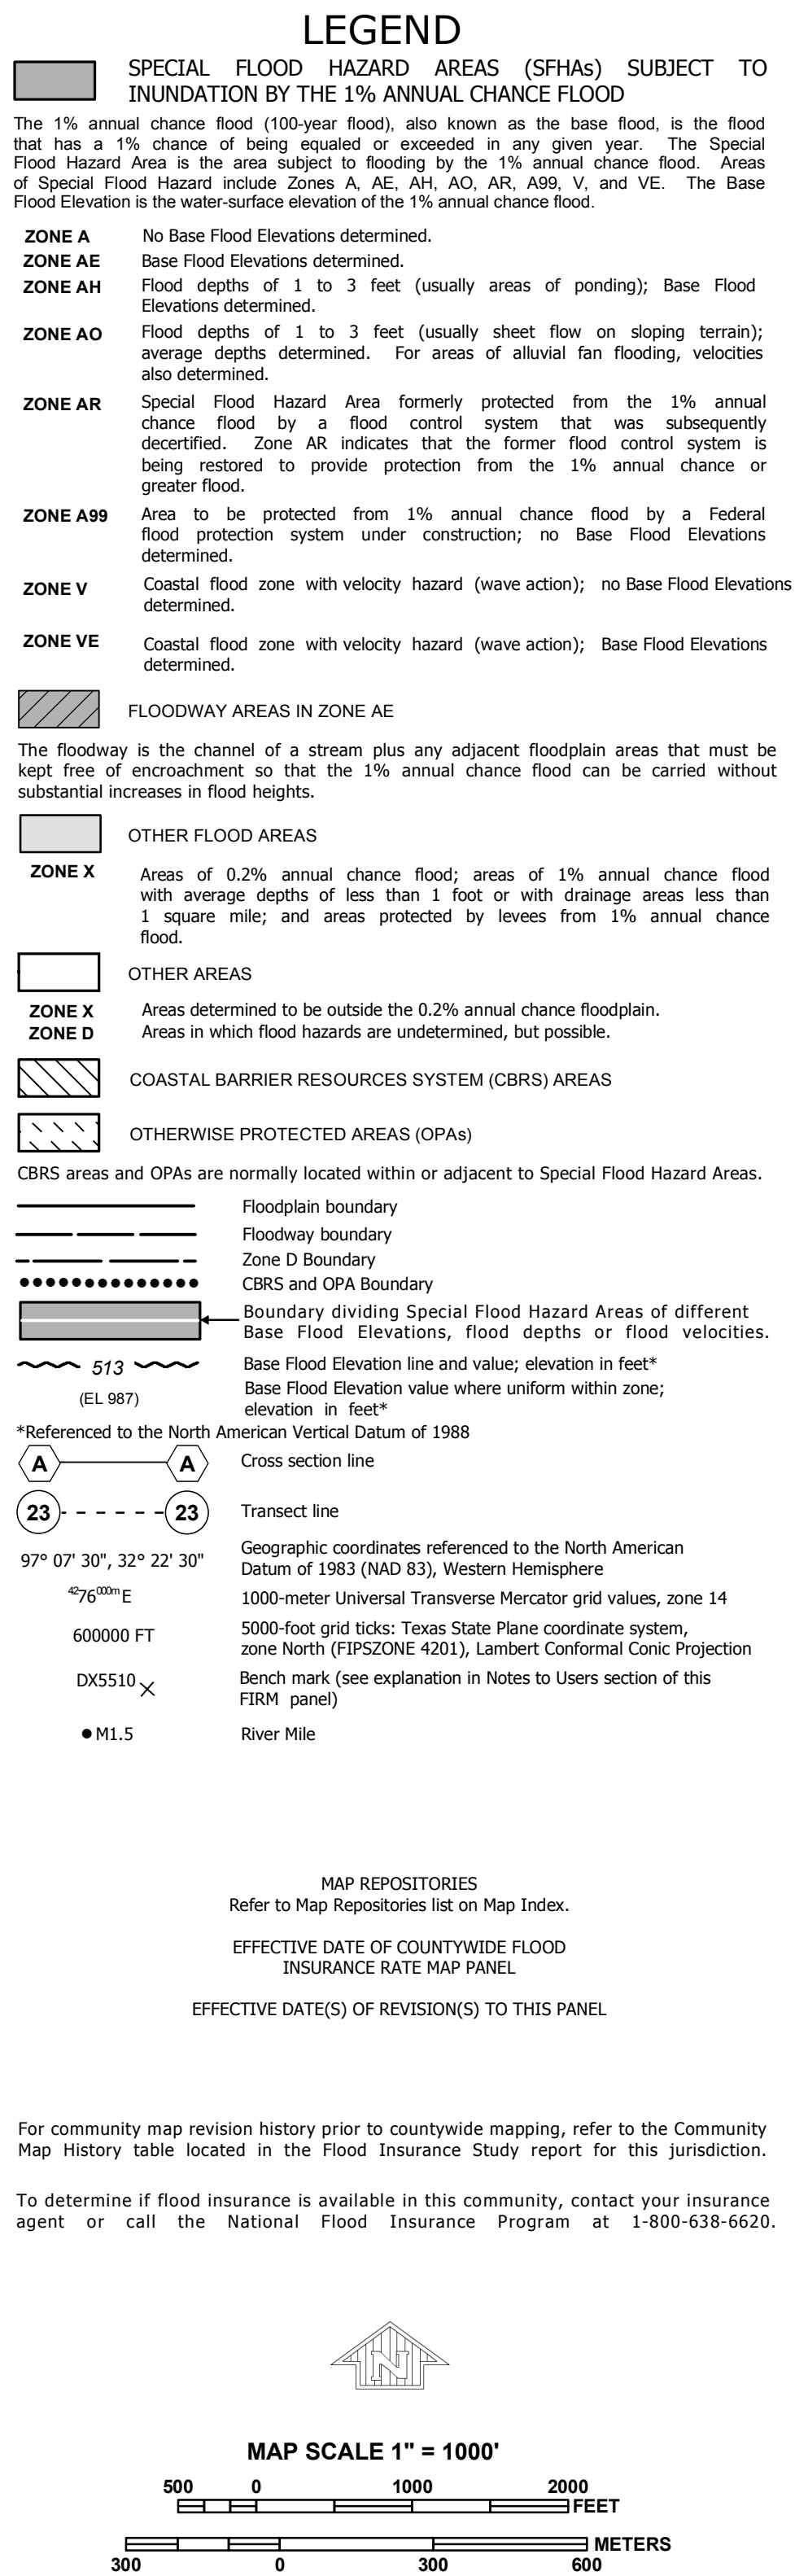 LEGEND
SPECIAL FLOOD HAZARD AREAS (SFHAs) SUBJECT TO
INUNDATION BY THE 1% ANNUAL CHANCE FLOOD
The 1% annual chance flood (100-year flood), also known as the base flood, is the flood
that has a 1% chance of being equaled or exceeded in any given year. The Special
Flood Hazard Area is the area subject to flooding by the 1% annual chance flood. Areas
of Special Flood Hazard include Zones A, AE, AH, AO, AR, A99, V, and VE. The Base
Flood Elevation is the water-surface elevation of the 1% annual chance flood.
ZONE A No Base Flood Elevations determined.
ZONE AE Base Flood Elevations determined.
ZONE AH Flood depths of 1 to 3 feet (usually areas of ponding); Base Flood
Elevations determined.
ZONE AO Flood depths of 1 to 3 feet (usually sheet flow on sloping terrain);
average depths determined. For areas of alluvial fan flooding, velocities
also determined.
ZONE AR Special Flood Hazard Area formerly protected from the 1% annual
chance flood by a flood control system that was subsequently
decertified. Zone AR indicates that the former flood control system is
being restored to provide protection from the 1% annual chance or
greater flood.
ZONE A99 Area to be protected from 1% annual chance flood by a Federal
flood protection system under construction; no Base Flood Elevations
determined.
ZONE V Coastal flood zone with velocity hazard (wave action); no Base Flood Elevations
determined.
ZONE VE Coastal flood zone with velocity hazard (wave action); Base Flood Elevations
determined.
FLOODWAY AREAS IN ZONE AE
The floodway is the channel of a stream plus any adjacent floodplain areas that must be
kept free of encroachment so that the 1% annual chance flood can be carried without
substantial increases in flood heights.
OTHER FLOOD AREAS
ZONE X Areas of 0.2% annual chance flood; areas of 1% annual chance flood
with average depths of less than 1 foot or with drainage areas less than
1 square mile; and areas protected by levees from 1% annual chance
flood.
OTHER AREAS
ZONE X Areas determined to be outside the 0.2% annual chance floodplain.
ZONE D Areas in which flood hazards are undetermined, but possible.
COASTAL BARRIER RESOURCES SYSTEM (CBRS) AREAS
OTHERWISE PROTECTED AREAS (OPAs)
CBRS areas and OPAs are normally located within or adjacent to Special Flood Hazard Areas.
Floodplain boundary
Floodway boundary
Zone D Boundary
CBRS and OPA Boundary
Boundary dividing Special Flood Hazard Areas of different
Base Flood Elevations, flood depths or flood velocities.
513 Base Flood Elevation line and value; elevation in feet*
(EL 987) Base Flood Elevation value where uniform within zone;
elevation in feet*
*Referenced to the North American Vertical Datum of 1988
A A Cross section line
23 23 Transect line
97° 07' 30", 32° 22' 30" Geographic coordinates referenced to the North American
Datum of 1983 (NAD 83), Western Hemisphere
4276000mE 1000-meter Universal Transverse Mercator grid values, zone 14
600000 FT 5000-foot grid ticks: Texas State Plane coordinate system,
zone North (FIPSZONE 4201), Lambert Conformal Conic Projection
DX5510 Bench mark (see explanation in Notes to Users section of this
FIRM panel)
M1.5 River Mile
MAP REPOSITORIES
Refer to Map Repositories list on Map Index.
EFFECTIVE DATE OF COUNTYWIDE FLOOD
INSURANCE RATE MAP PANEL
EFFECTIVE DATE(S) OF REVISION(S) TO THIS PANEL
For community map revision history prior to countywide mapping, refer to the Community
Map History table located in the Flood Insurance Study report for this jurisdiction.
To determine if flood insurance is available in this community, contact your insurance
agent or call the National Flood Insurance Program at 1-800-638-6620.
N
MAP SCALE 1" = 1000'
500 0 1000 2000
FEET
METERS
300 0 300 600